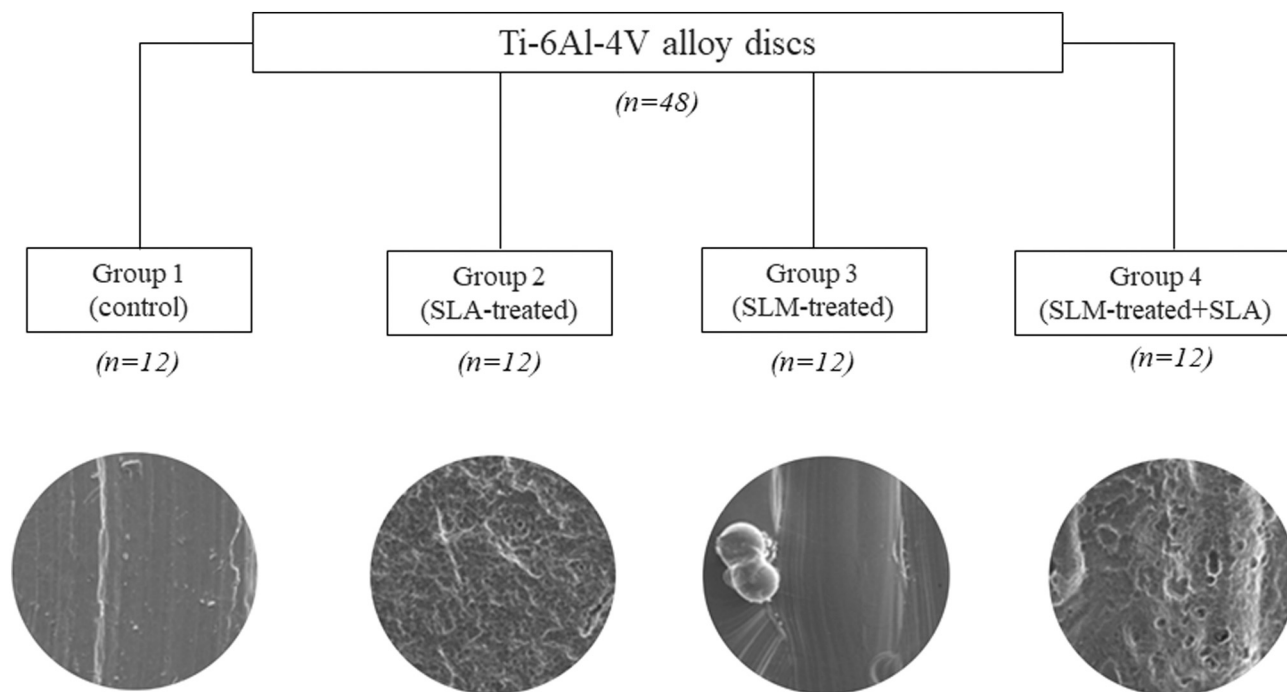 Ti-6Al-4V alloy discs
(n=48)
Group 1
(control)
(n=12)
Group 2
(SLA-treated)
(n=12)
Group 3
(SLM-treated)
(n=12)
Group 4
(SLM-treated+SLA)
(n=12)